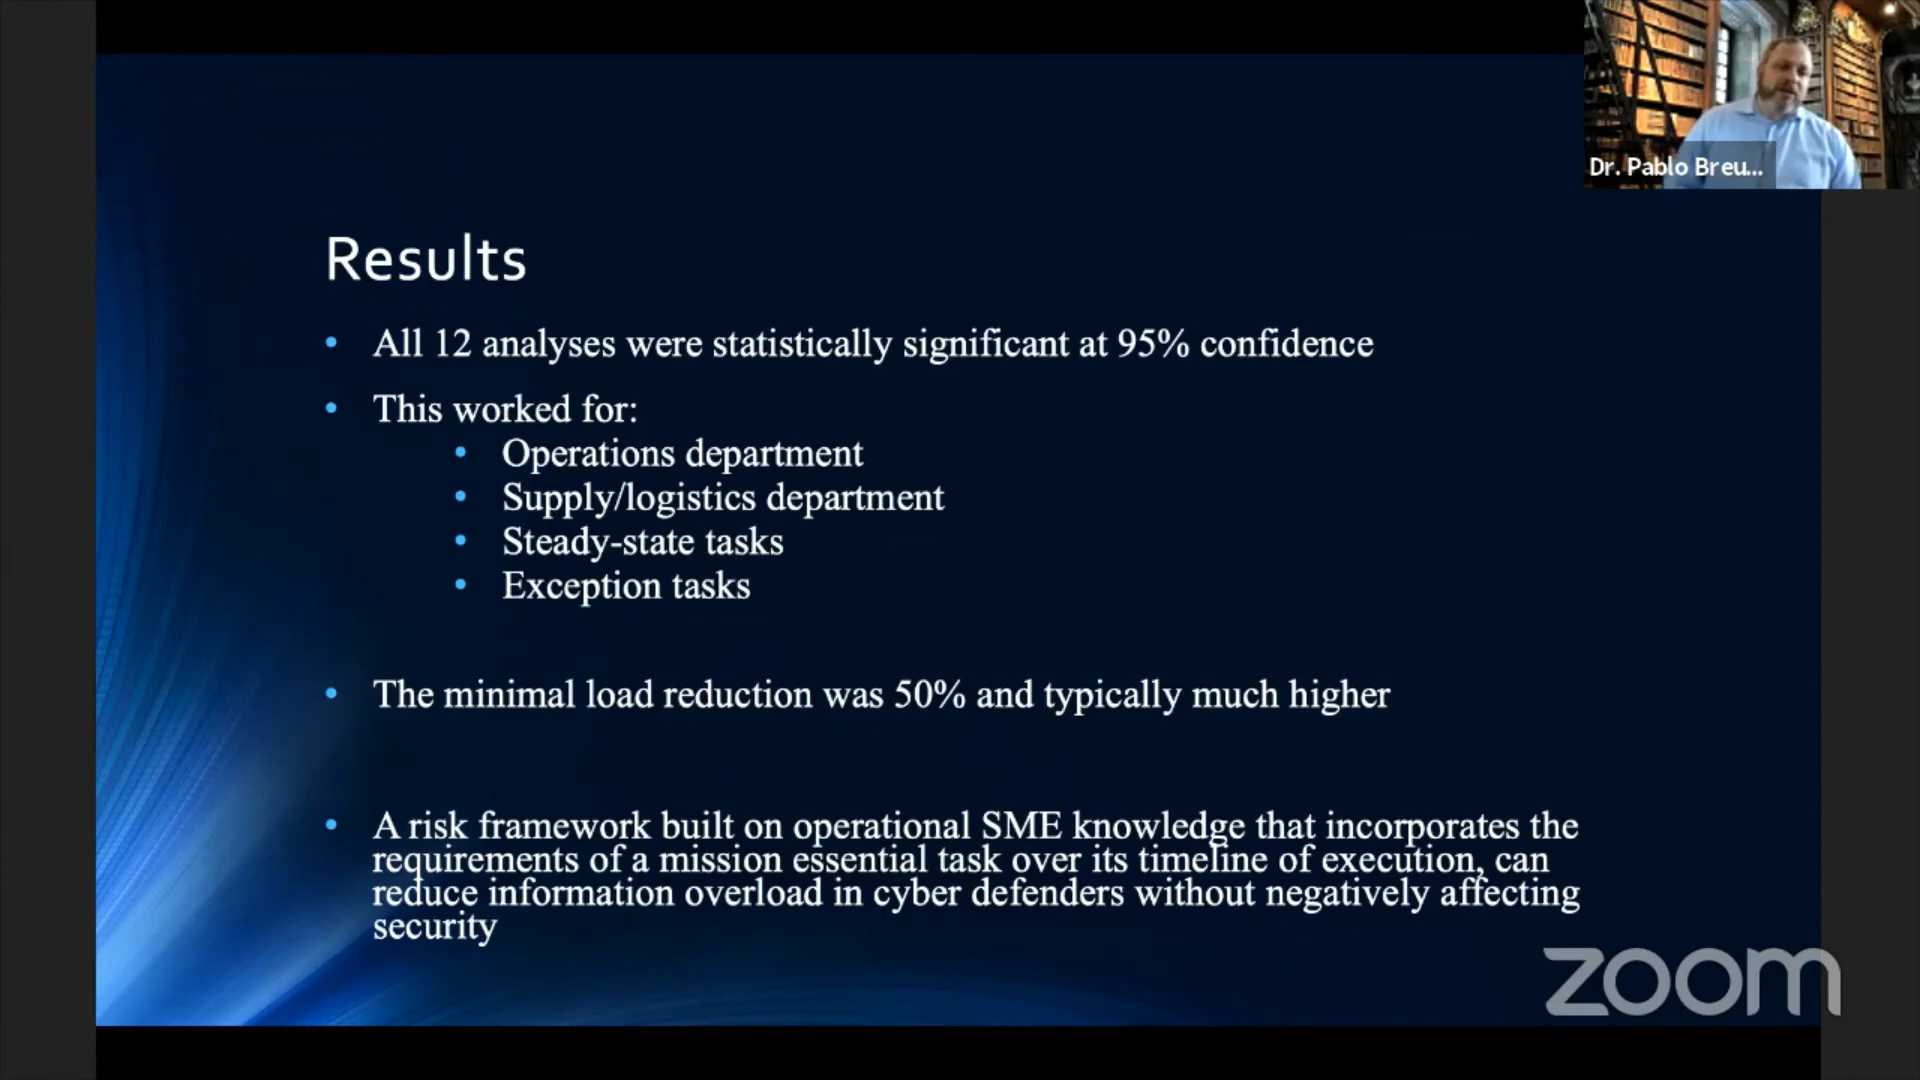 Dr. Pablo Breu...
Results
• All 12 analyses were statistically significant at 95% confidence
• This worked for:
• Operations department
• Supply/logistics department
• Steady-state tasks
• Exception tasks
• The minimal load reduction was 50% and typically much higher
• A risk framework built on operational SME knowledge that incorporates the
requirements of a mission essential task over its timeline of execution, can
reduce information overload in cyber defenders without negatively affecting
security
zoom